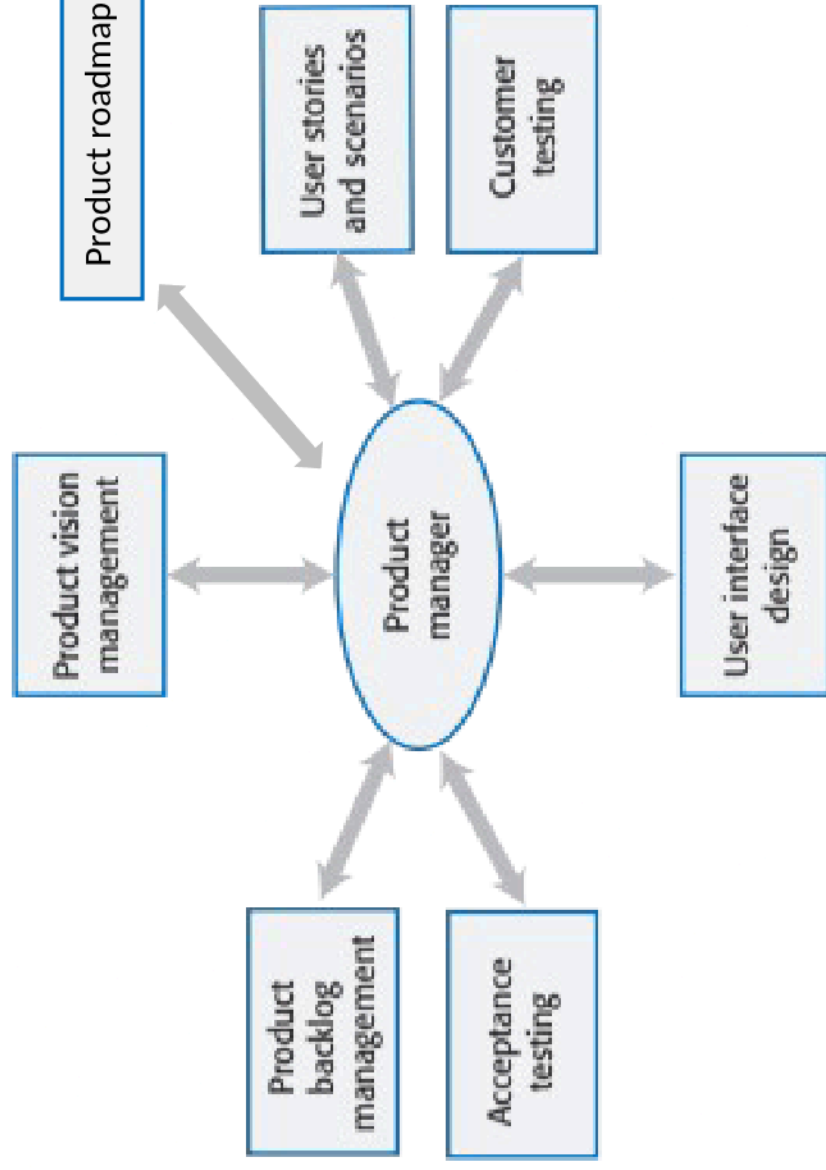 Product roadmap
Product vision
management
User stories
and scenarios
Product
backlog
management
Product
manager
Customer
testing
Acceptance
testing
User interface
design